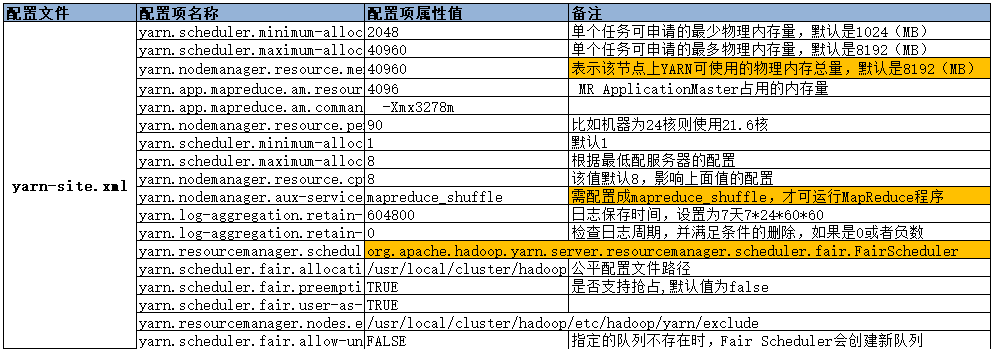 配置文件 配置项名称 配置项属性值 备注
yarn.scheduler.minimum-alloc 2048 单个任务可申请的最少物理内存量，默认是1024（MB）
yarn.scheduler.maximum-alloc 40960 单个任务可申请的最多物理内存量，默认是8192（MB）
yarn.nodemanager.resource.me 40960 表示该节点上YARN可使用的物理内存总量，默认是8192（MB）
yarn.app.mapreduce.am.resour 4096 MR ApplicationMaster占用的内存量
yarn.app.mapreduce.am.comman -Xmx3278m
yarn.nodemanager.resource.pe 90 比如机器为24核则使用21.6核
yarn.scheduler.minimum-alloc 1 默认1
yarn.scheduler.maximum-alloc 8 根据最低配服务器的配置
yarn-site.xml
yarn.nodemanager.resource.cp 8 该值默认8，影响上面值的配置
yarn.nodemanager.aux-service mapreduce_shuffle 需配置成mapreduce_shuffle，才可运行MapReduce程序
yarn.log-aggregation.retain- 604800 日志保存时间，设置为7天7*24*60*60
yarn.log-aggregation.retain- 0 检查日志周期，并满足条件的删除，如果是0或者负数
yarn.resourcemanager.schedul org.apache.hadoop.yarn.server.resourcemanager.scheduler.fair.FairScheduler
yarn.scheduler.fair.allocati /usr/local/cluster/hadoop 公平配置文件路径
yarn.scheduler.fair.preempti TRUE 是否支持抢占,默认值为false
yarn.scheduler.fair.user-as- TRUE
yarn.resourcemanager.nodes.e /usr/local/cluster/hadoop/etc/hadoop/yarn/exclude
yarn.scheduler.fair.allow-un FALSE 指定的队列不存在时，Fair Scheduler会创建新队列